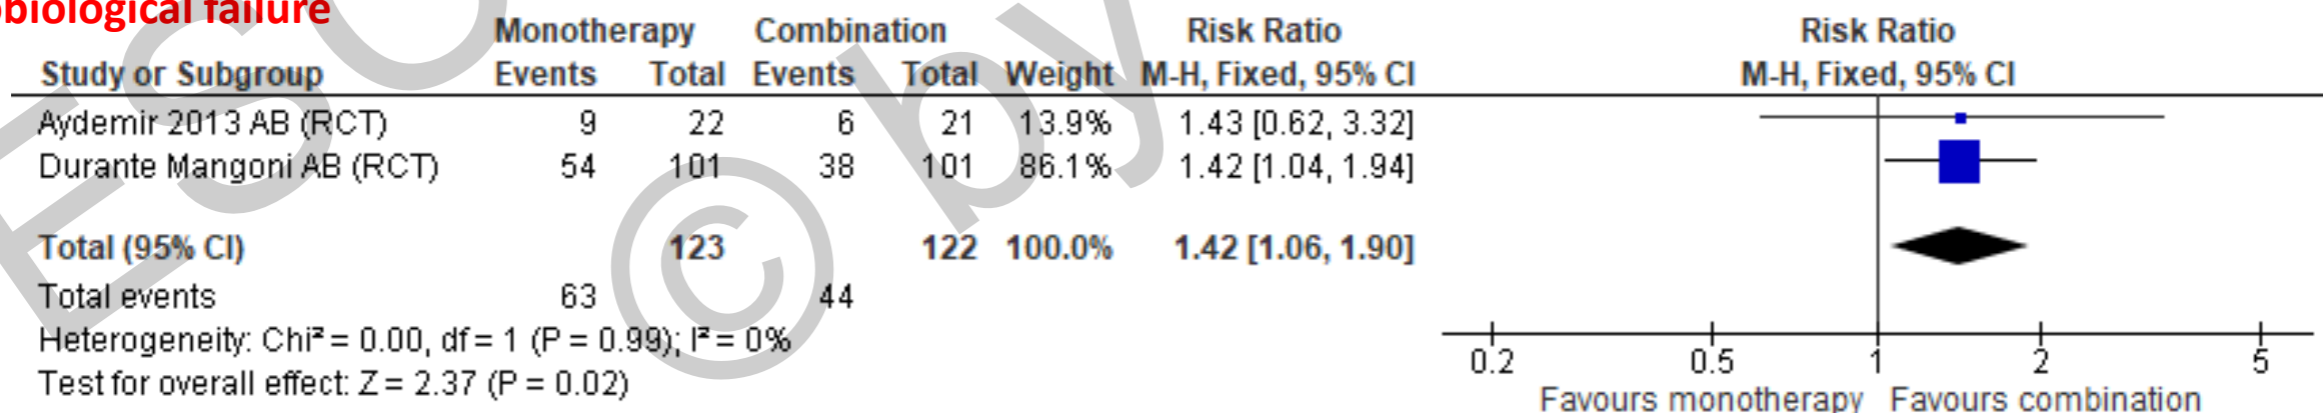 obiological failure
Monotherapy Combination Risk Ratio Risk Ratio
Study or Subgroup Events Total Events Total Weight M-H, Fixed, 95% CI M-H, Fixed, 95% CI
Aydemir 2013 AB (RCT) 9 22 6 21 13.9% 1.43 [0.62, 3.32]
Durante Mangoni AB (RCT) 54 101 38 101 86.1% 1.42 [1.04, 1.94]
Total (95% CI) 123 122 100.0% 1.42 [1.06, 1.90]
Total events 63 44
Heterogeneity: Chi² = 0.00, df = 1 (P = 0.99); I² = 0%
Test for overall effect: Z = 2.37 (P = 0.02)
0.2 0.5 1 2 5
Favours monotherapy Favours combination
© by